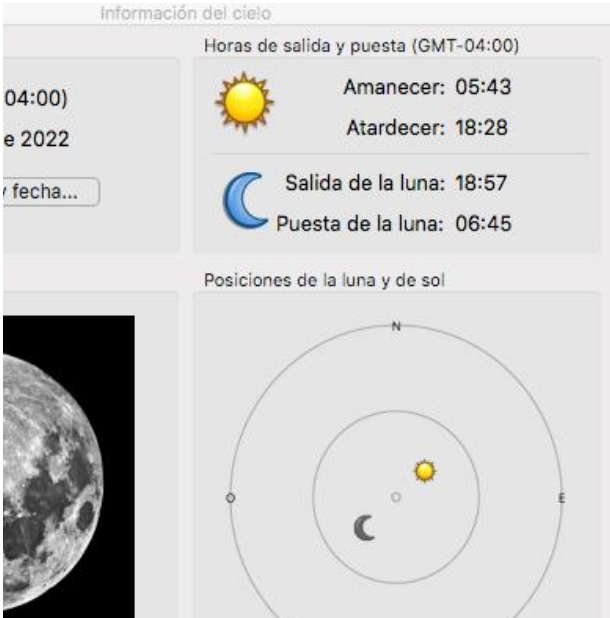 Información del cielo
04:00)
e 2022
y fecha...
Horas de salida y puesta (GMT-04:00)
Amanecer: 05:43
Atardecer: 18:28
Salida de la luna: 18:57
Puesta de la luna: 06:45
Posiciones de la luna y de sol
N
O
E